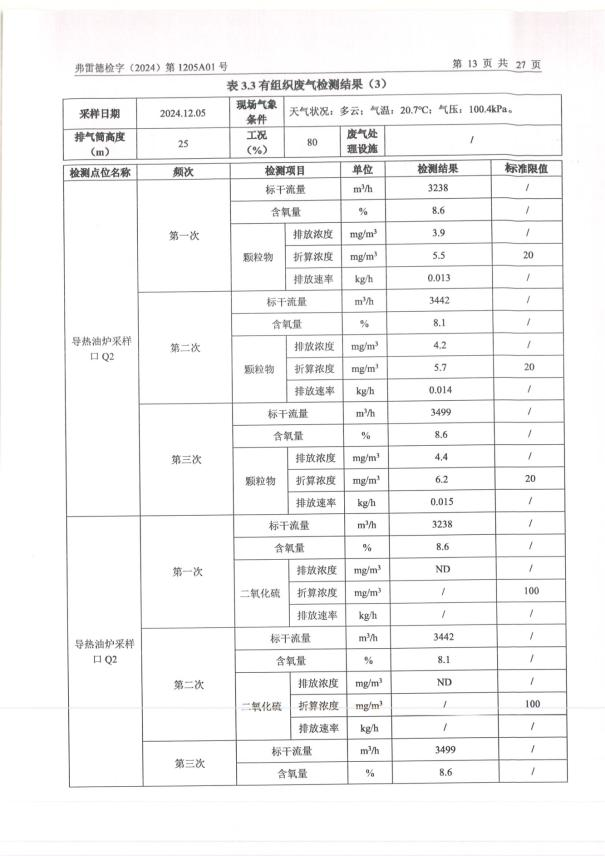 弗雷德检字（2024）第 1205A01 号 第 13 页 共 27 页
表 3.3 有组织废气检测结果（3）
采样日期 2024.12.05 现场气象条件 天气状况：多云；气温：20.7℃；气压：100.4kPa。
排气筒高度（m） 25 工况（%） 80 废气处理设施 /
检测点位名称 频次 检测项目 单位 检测结果 标准限值
导热油炉采样口 Q2 第一次 标干流量 m³/h 3238 /
含氧量 % 8.6 /
颗粒物 排放浓度 mg/m³ 3.9 /
折算浓度 mg/m³ 5.5 20
排放速率 kg/h 0.013 /
第二次 标干流量 m³/h 3442 /
含氧量 % 8.1 /
颗粒物 排放浓度 mg/m³ 4.2 /
折算浓度 mg/m³ 5.7 20
排放速率 kg/h 0.014 /
第三次 标干流量 m³/h 3499 /
含氧量 % 8.6 /
颗粒物 排放浓度 mg/m³ 4.4 /
折算浓度 mg/m³ 6.2 20
排放速率 kg/h 0.015 /
导热油炉采样口 Q2 第一次 标干流量 m³/h 3238 /
含氧量 % 8.6 /
二氧化硫 排放浓度 mg/m³ ND /
折算浓度 mg/m³ / 100
排放速率 kg/h / /
第二次 标干流量 m³/h 3442 /
含氧量 % 8.1 /
二氧化硫 排放浓度 mg/m³ ND /
折算浓度 mg/m³ / 100
排放速率 kg/h / /
第三次 标干流量 m³/h 3499 /
含氧量 % 8.6 /